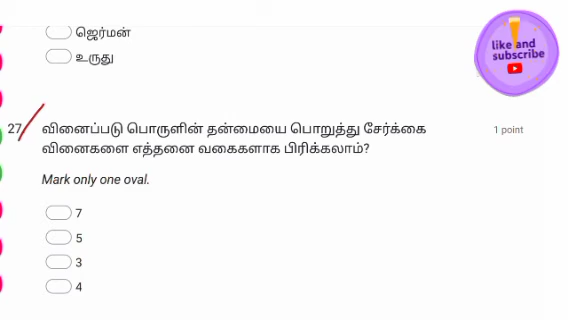 ஜெர்மன்
உருது
like and
subscribe
27. வினைப்படு பொருளின் தன்மையை பொறுத்து சேர்க்கை
1 point
வினைகளை எத்தனை வகைகளாக பிரிக்கலாம்?
Mark only one oval.
7
5
3
4